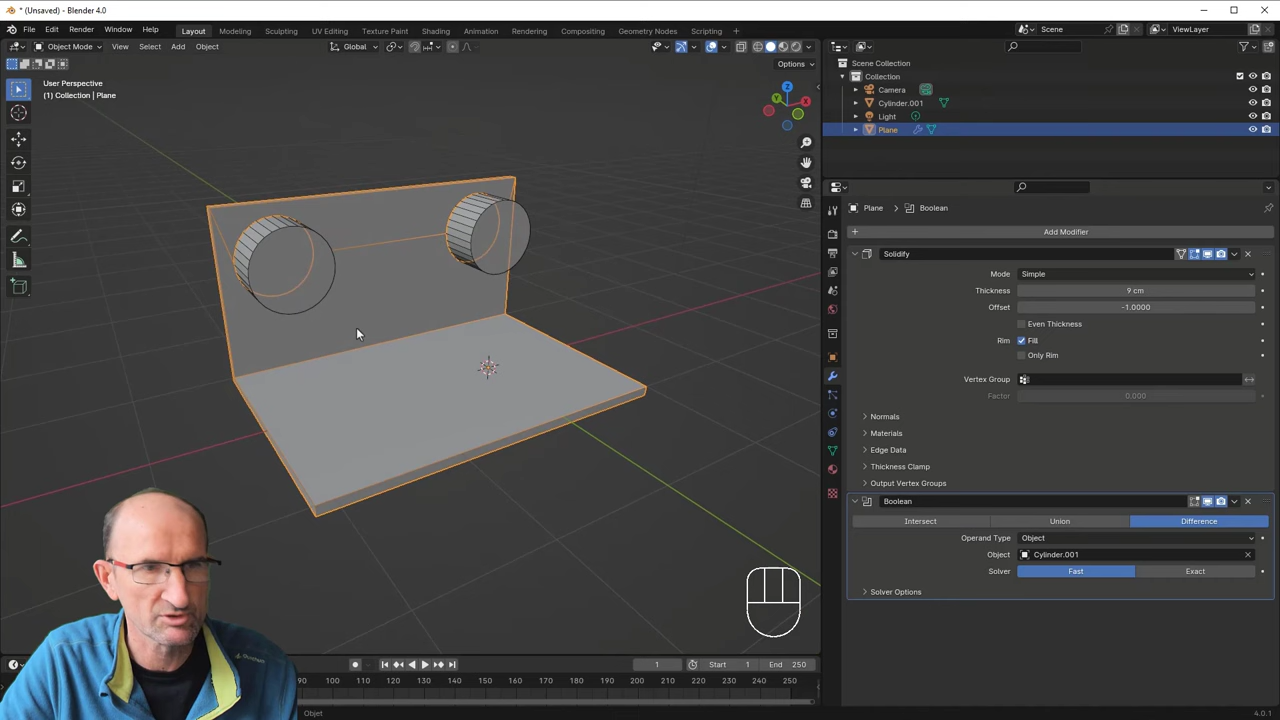 * (Unsaved) - Blender 4.0
File Edit Render Window Help Layout Modeling Sculpting UV Editing Texture Paint Shading Animation Rendering Compositing Geometry Nodes Scripting Scene ViewLayer
Object Mode View Select Add Object Global
Options
User Perspective
(1) Collection | Plane
Z
Y
X
Scene Collection
Collection
Camera
Cylinder.001
Light
Plane
Plane > Boolean
+ Add Modifier
Solidify
Mode Simple
Thickness 9 cm
Offset -1.0000
Even Thickness
Rim Fill
Only Rim
Vertex Group
Factor 0.000
Normals
Materials
Edge Data
Thickness Clamp
Output Vertex Groups
Boolean
Intersect Union Difference
Operand Type Object
Object Cylinder.001
Solver Fast Exact
Solver Options
1 Start 1 End 250
90 100 110 120 130 140 150 160 170 180 190 200 210 220 230 240 250
Objet 4.0.1